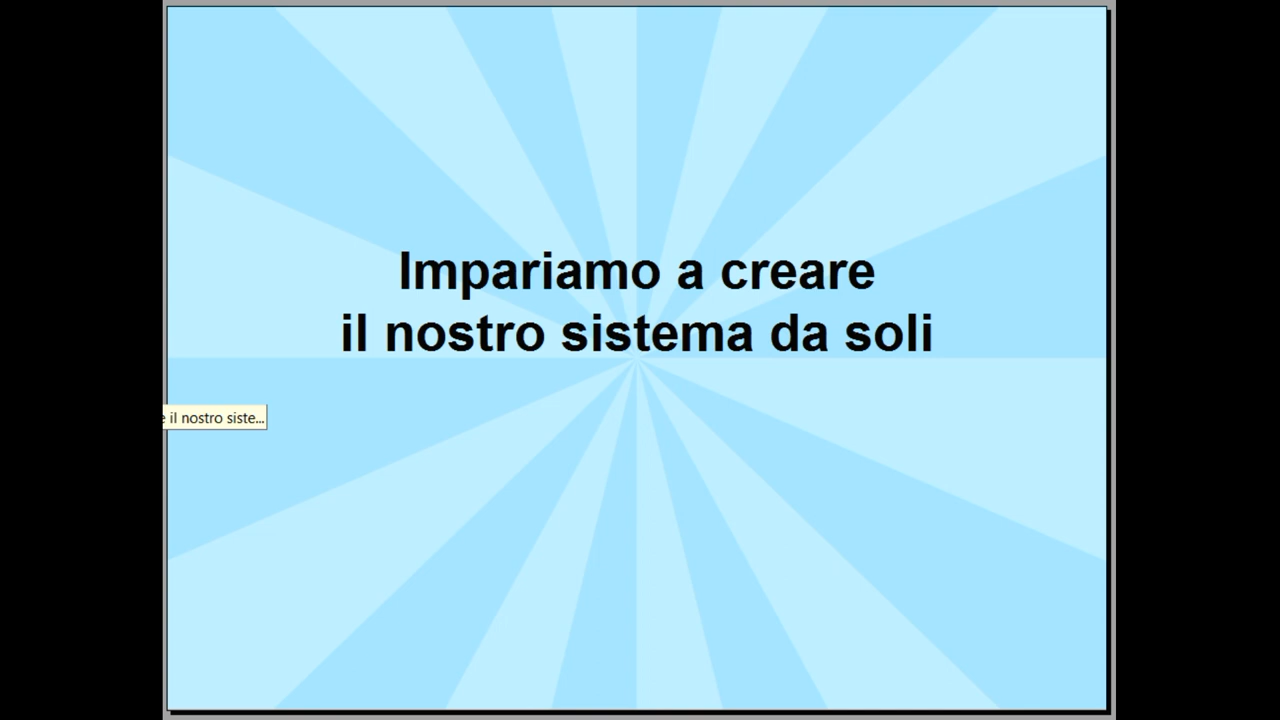 Impariamo a creare
il nostro sistema da soli
e il nostro siste...